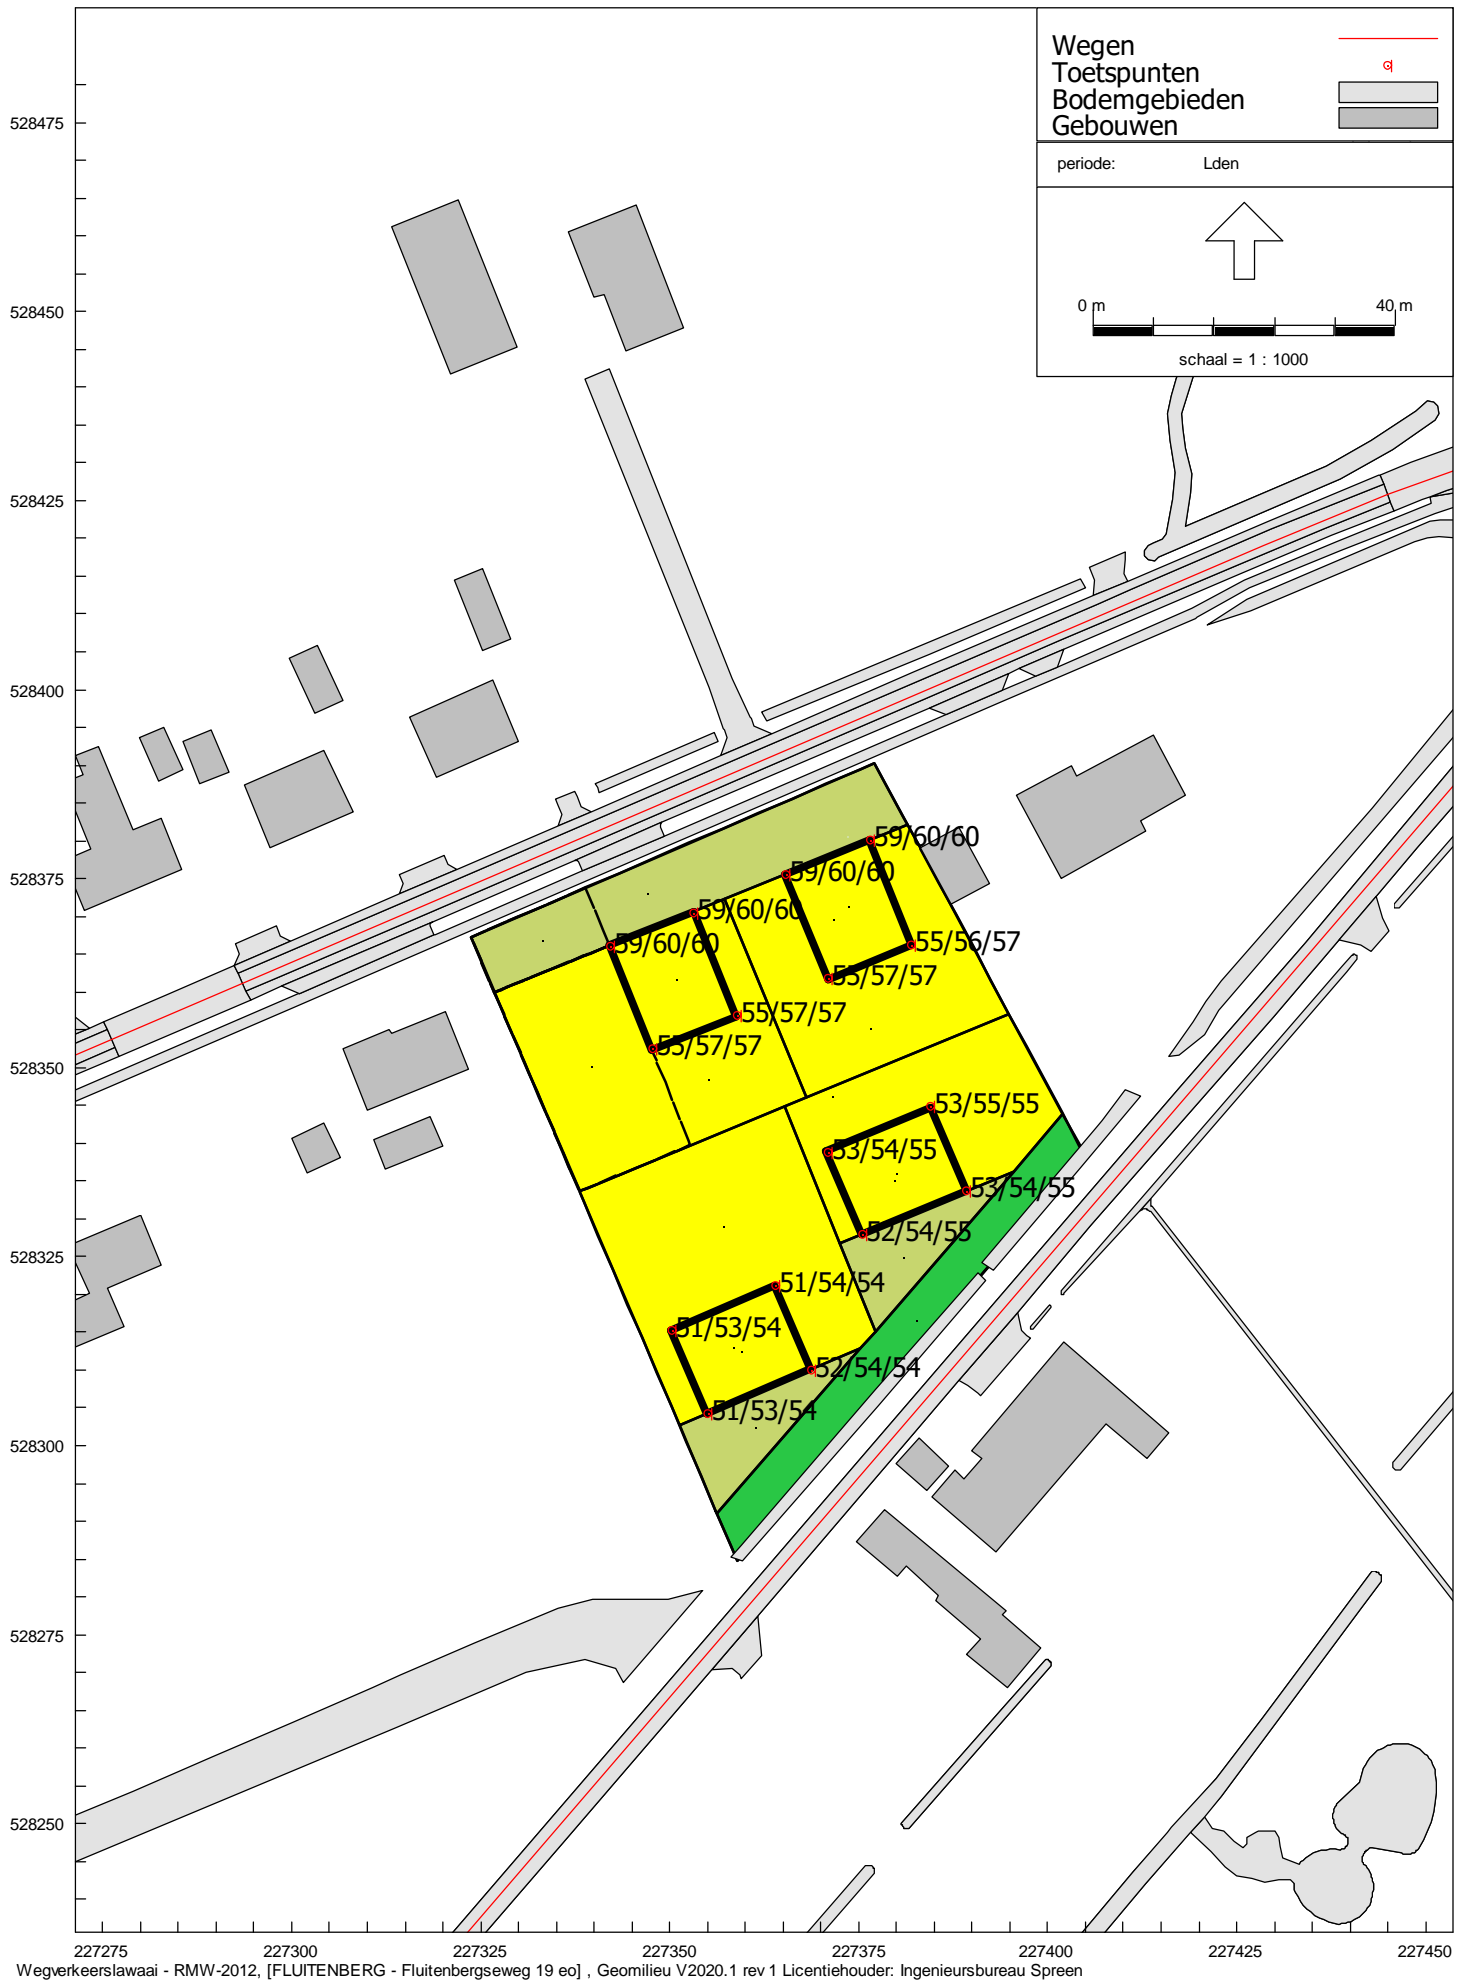 Wegen
Toetspunten
Bodemgebieden
Gebouwen
periode: Lden
0 m 40 m
schaal = 1 : 1000
528475
528450
528425
528400
528375
528350
528325
528300
528275
528250
59/60/60
59/60/60
59/60/60
59/60/60
55/56/57
55/57/57
55/57/57
55/57/57
53/55/55
53/54/55
53/54/55
52/54/55
51/54/54
51/53/54
52/54/54
51/53/54
227275 227300 227325 227350 227375 227400 227425 227450
Wegverkeerslawaai - RMW-2012, [FLUITENBERG - Fluitenbergseweg 19 eo] , Geomilieu V2020.1 rev 1 Licentiehouder: Ingenieursbureau Spreen